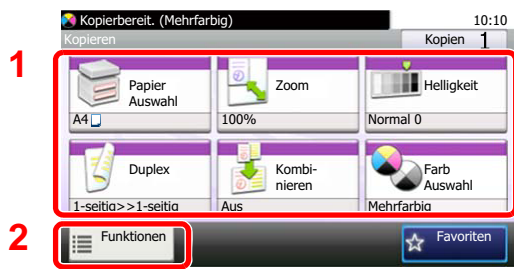 Kopierbereit. (Mehrfarbig)
10:10
Kopieren
Kopien 1
1
Papier
Auswahl
A4
Zoom
100%
Helligkeit
Normal 0
Duplex
1-seitig>>1-seitig
Kombi-
nieren
Aus
Farb
Auswahl
Mehrfarbig
2
Funktionen
Favoriten